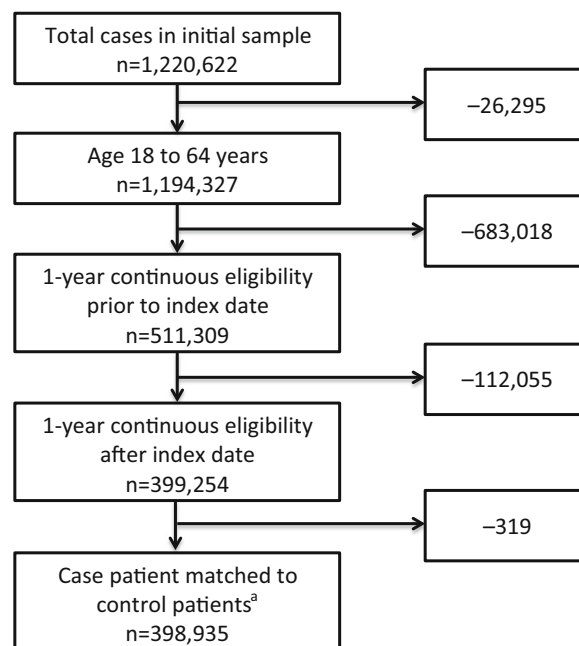 Total cases in initial sample
n=1,220,622
–26,295
Age 18 to 64 years
n=1,194,327
–683,018
1-year continuous eligibility
prior to index date
n=511,309
–112,055
1-year continuous eligibility
after index date
n=399,254
–319
Case patient matched to
control patientsᵃ
n=398,935